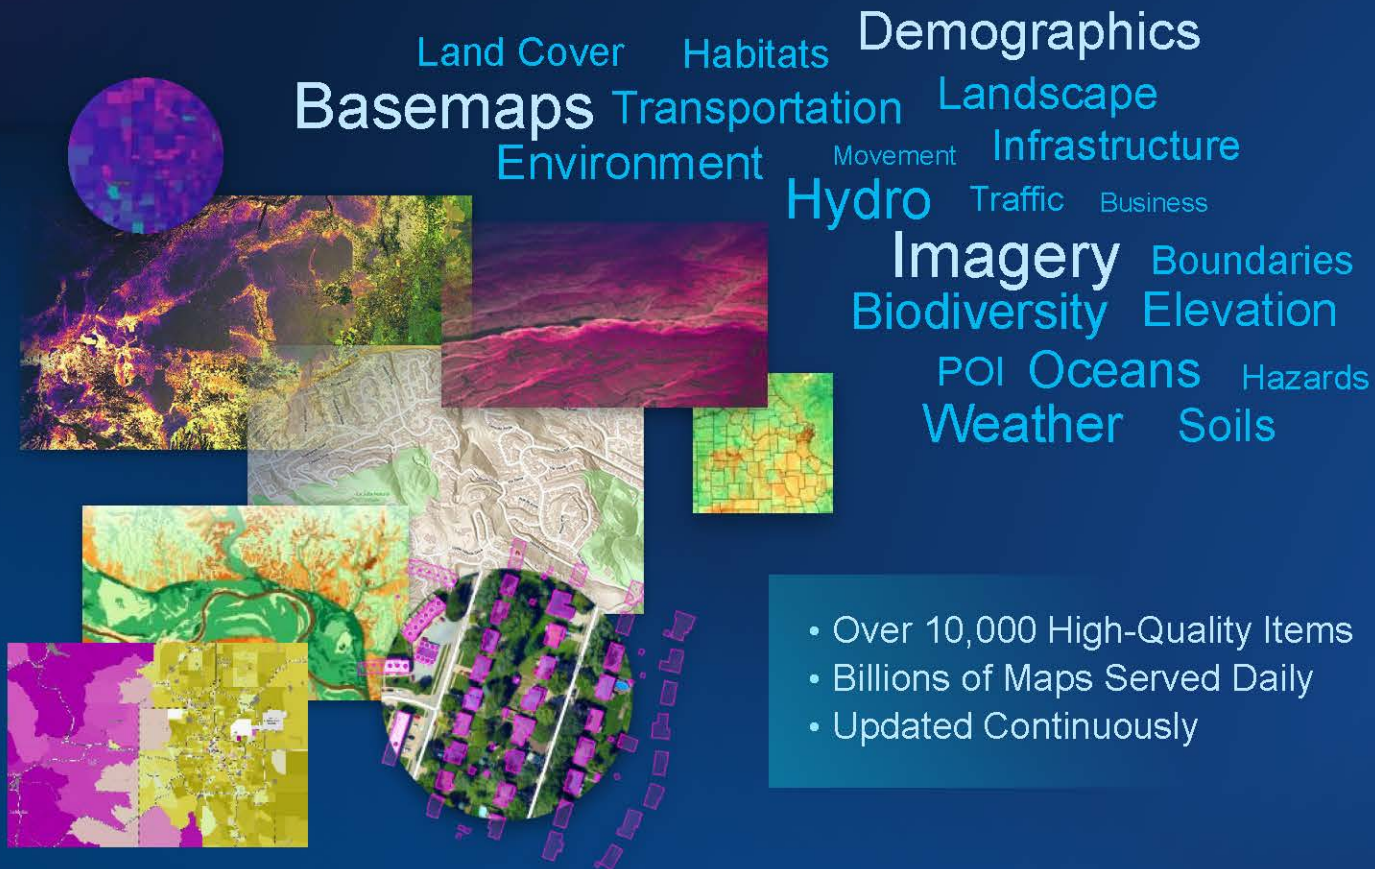 Demographics
Land Cover Habitats
Basemaps Transportation Landscape
Environment Movement Infrastructure
Hydro Traffic Business
Imagery Boundaries
Biodiversity Elevation
POI Oceans Hazards
Weather Soils
• Over 10,000 High-Quality Items
• Billions of Maps Served Daily
• Updated Continuously